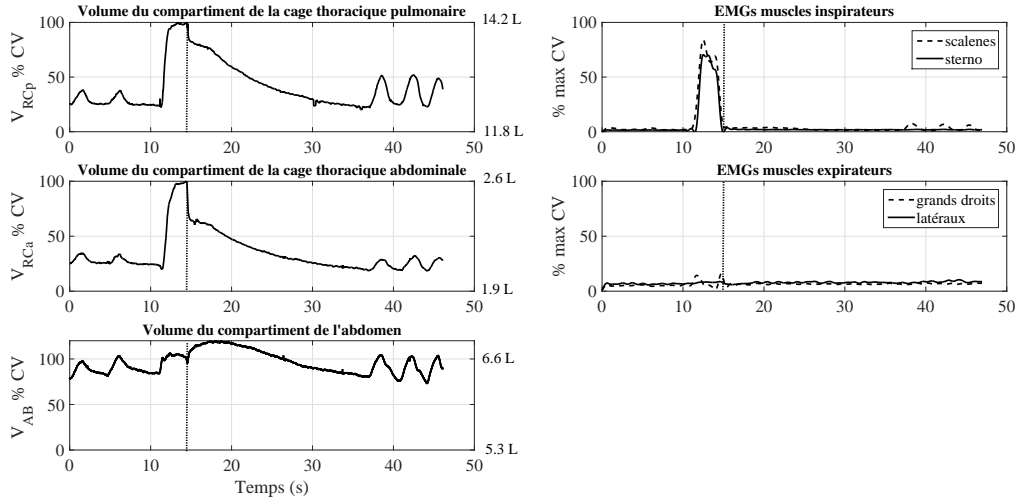 Volume du compartiment de la cage thoracique pulmonaire
V_RCp % CV
100
50
0
14.2 L
11.8 L
0 10 20 30 40 50
Volume du compartiment de la cage thoracique abdominale
V_RCa % CV
100
50
0
2.6 L
1.9 L
0 10 20 30 40 50
Volume du compartiment de l'abdomen
V_AB % CV
100
50
0
6.6 L
5.3 L
0 10 20 30 40 50
Temps (s)
EMGs muscles inspirateurs
% max CV
100
50
0
scalenes
sterno
0 10 20 30 40 50
EMGs muscles expirateurs
% max CV
100
50
0
grands droits
latéraux
0 10 20 30 40 50